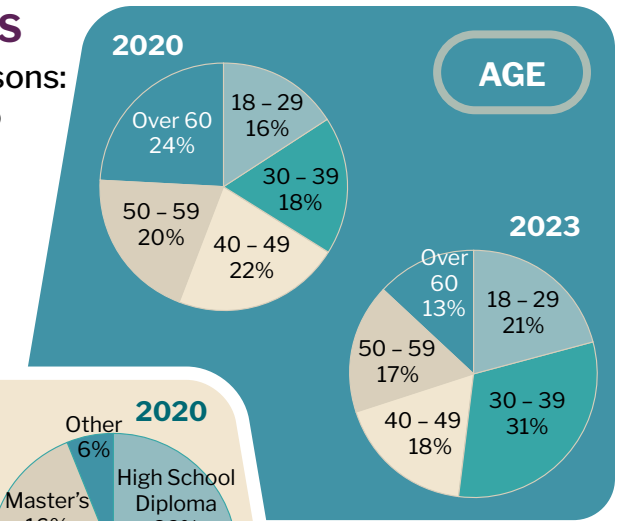 s
sons:
2020
AGE
18 – 29
16%
30 – 39
18%
40 – 49
22%
50 – 59
20%
Over 60
24%
2023
18 – 29
21%
30 – 39
31%
40 – 49
18%
50 – 59
17%
Over
60
13%
2020
Other
6%
High School
Diploma
Master's